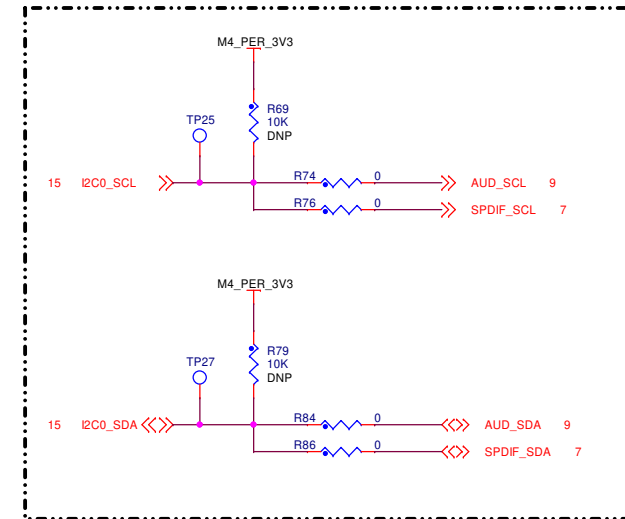 M4_PER_3V3
R69
10K
DNP
TP25
R74 0
15 I2C0_SCL AUD_SCL 9
R76 0
SPDIF_SCL 7
M4_PER_3V3
R79
10K
DNP
TP27
R84 0
15 I2C0_SDA AUD_SDA 9
R86 0
SPDIF_SDA 7